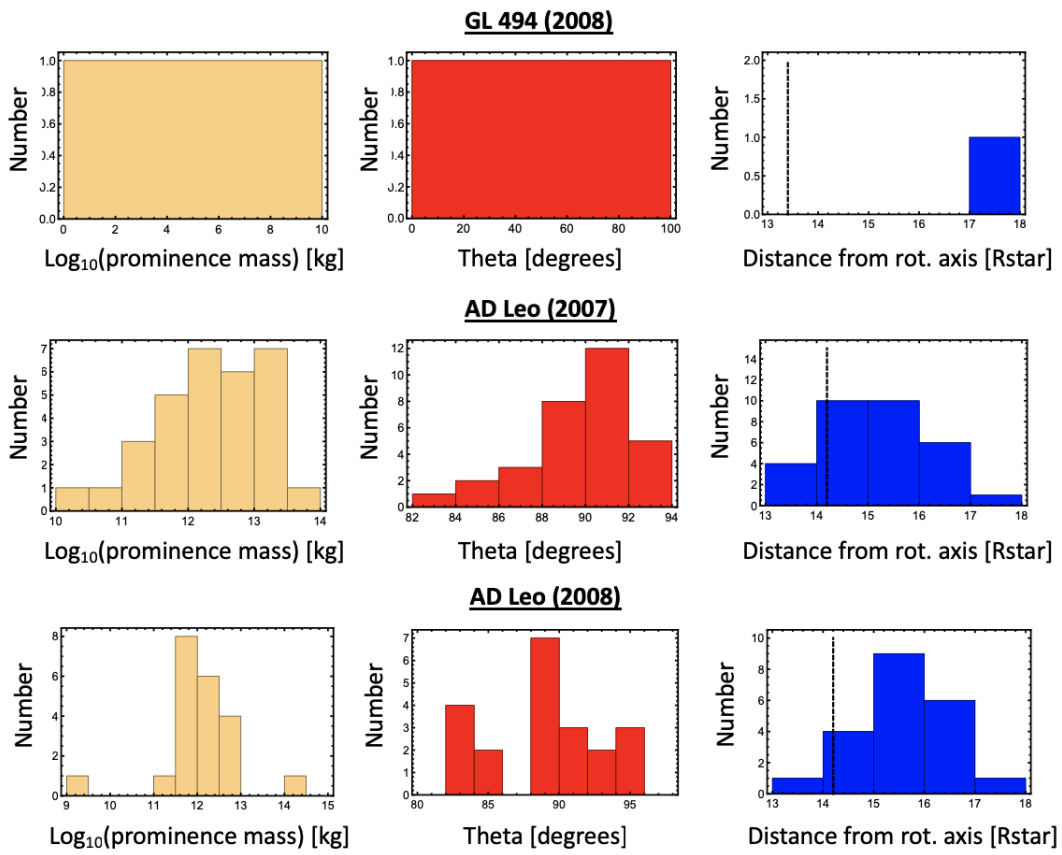 GL 494 (2008)
Number
1.0
0.8
0.6
0.4
0.2
0.0
0 2 4 6 8 10
Log₁₀(prominence mass) [kg]
Number
1.0
0.8
0.6
0.4
0.2
0.0
0 20 40 60 80 100
Theta [degrees]
Number
2.0
1.5
1.0
0.5
0.0
13 14 15 16 17 18
Distance from rot. axis [Rstar]
AD Leo (2007)
Number
7
6
5
4
3
2
1
0
10 11 12 13 14
Log₁₀(prominence mass) [kg]
Number
12
10
8
6
4
2
0
82 84 86 88 90 92 94
Theta [degrees]
Number
14
12
10
8
6
4
2
0
13 14 15 16 17 18
Distance from rot. axis [Rstar]
AD Leo (2008)
Number
8
6
4
2
0
9 10 11 12 13 14 15
Log₁₀(prominence mass) [kg]
Number
7
6
5
4
3
2
1
0
80 85 90 95
Theta [degrees]
Number
10
8
6
4
2
0
13 14 15 16 17 18
Distance from rot. axis [Rstar]